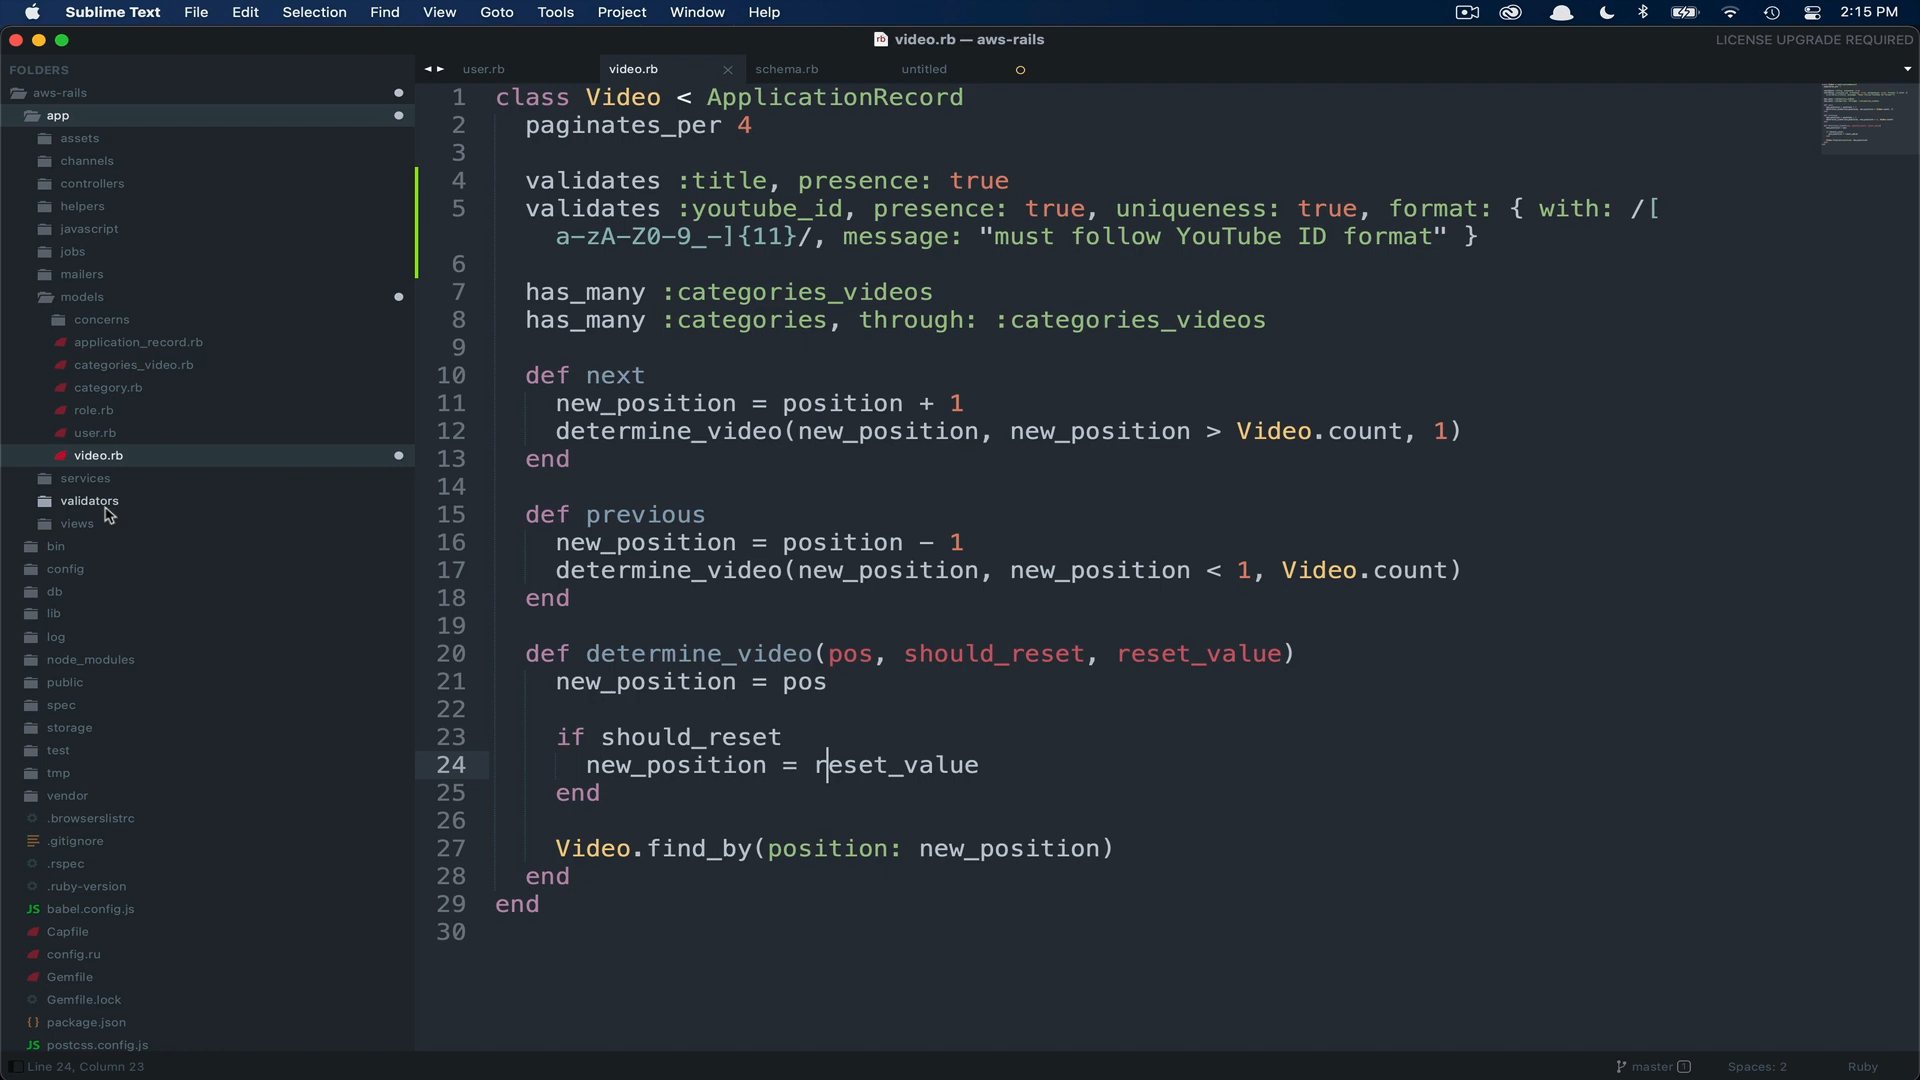 Sublime Text File Edit Selection Find View Goto Tools Project Window Help 2:15 PM
video.rb — aws-rails LICENSE UPGRADE REQUIRED
FOLDERS
user.rb video.rb schema.rb untitled
aws-rails
app
assets
channels
controllers
helpers
javascript
jobs
mailers
models
concerns
application_record.rb
categories_video.rb
category.rb
role.rb
user.rb
video.rb
services
validators
views
bin
config
db
lib
log
node_modules
public
spec
storage
test
tmp
vendor
.browserslistrc
.gitignore
.rspec
.ruby-version
JS babel.config.js
Capfile
config.ru
Gemfile
Gemfile.lock
{} package.json
JS postcss.config.js
1 class Video < ApplicationRecord
2 paginates_per 4
3
4 validates :title, presence: true
5 validates :youtube_id, presence: true, uniqueness: true, format: { with: /[
a-zA-Z0-9_-]{11}/, message: "must follow YouTube ID format" }
6
7 has_many :categories_videos
8 has_many :categories, through: :categories_videos
9
10 def next
11 new_position = position + 1
12 determine_video(new_position, new_position > Video.count, 1)
13 end
14
15 def previous
16 new_position = position - 1
17 determine_video(new_position, new_position < 1, Video.count)
18 end
19
20 def determine_video(pos, should_reset, reset_value)
21 new_position = pos
22
23 if should_reset
24 new_position = reset_value
25 end
26
27 Video.find_by(position: new_position)
28 end
29 end
30
Line 24, Column 23 master 1 Spaces: 2 Ruby